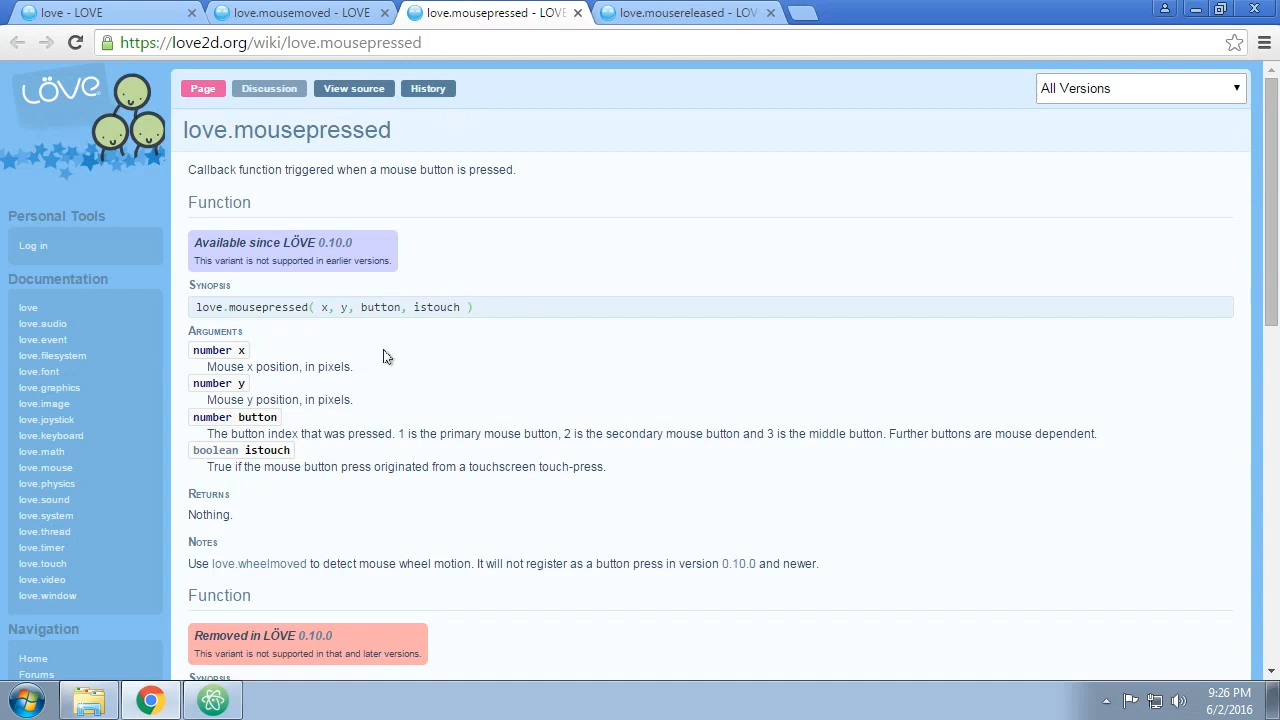 love - LOVE
love.mousemoved - LOVE
love.mousepressed - LOVE
love.mousereleased - LOV
https://love2d.org/wiki/love.mousepressed
LÖVE
Page
Discussion
View source
History
All Versions
love.mousepressed
Callback function triggered when a mouse button is pressed.
Function
Available since LÖVE 0.10.0
This variant is not supported in earlier versions.
Synopsis
love.mousepressed( x, y, button, istouch )
Arguments
number x
Mouse x position, in pixels.
number y
Mouse y position, in pixels.
number button
The button index that was pressed. 1 is the primary mouse button, 2 is the secondary mouse button and 3 is the middle button. Further buttons are mouse dependent.
boolean istouch
True if the mouse button press originated from a touchscreen touch-press.
Returns
Nothing.
Notes
Use love.wheelmoved to detect mouse wheel motion. It will not register as a button press in version 0.10.0 and newer.
Function
Removed in LÖVE 0.10.0
This variant is not supported in that and later versions.
Synopsis
Personal Tools
Log in
Documentation
love
love.audio
love.event
love.filesystem
love.font
love.graphics
love.image
love.joystick
love.keyboard
love.math
love.mouse
love.physics
love.sound
love.system
love.thread
love.timer
love.touch
love.video
love.window
Navigation
Home
Forums
9:26 PM
6/2/2016